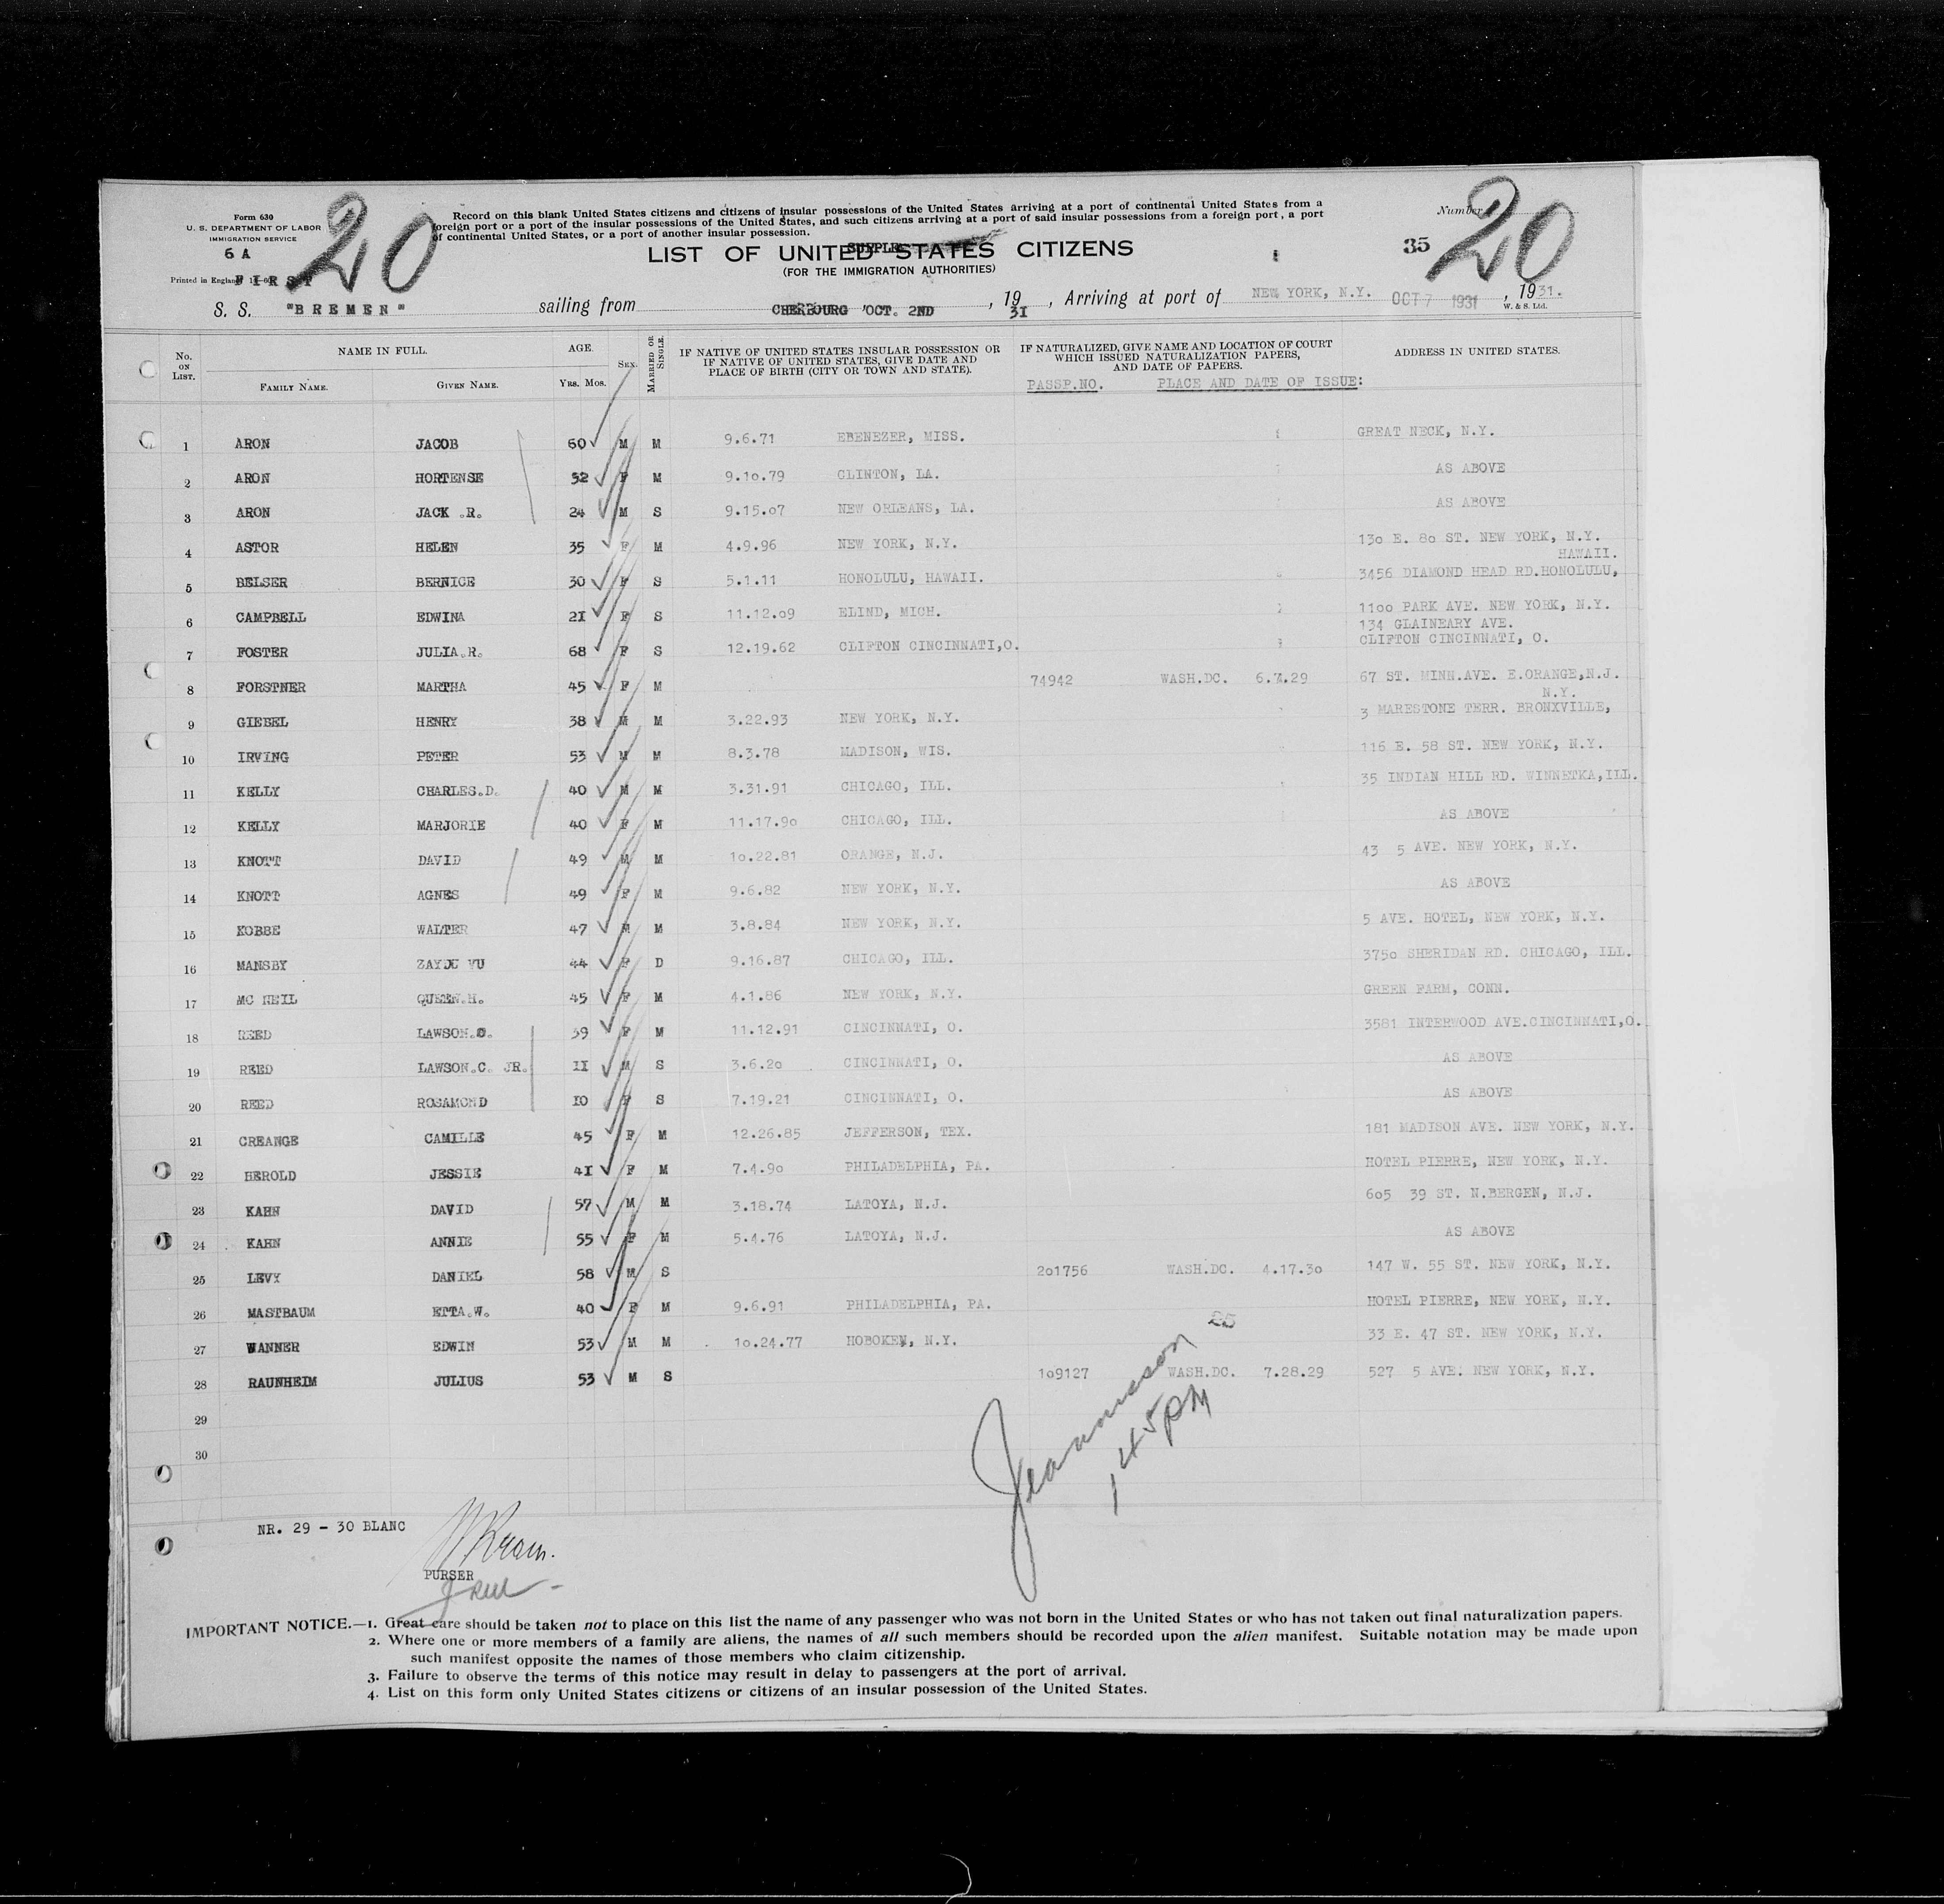 Form 630
U. S. DEPARTMENT OF LABOR
IMMIGRATION SERVICE
6 A
Printed in England
FIRST
20
Record on this blank United States citizens and citizens of insular possessions of the United States arriving at a port of continental United States from a
foreign port or a port of the insular possessions of the United States, and such citizens arriving at a port of said insular possessions from a foreign port, a port
of continental United States, or a port of another insular possession.
Number
35
20
LIST OF UNITED STATES CITIZENS
(FOR THE IMMIGRATION AUTHORITIES)
S. S. "BREMEN" sailing from CHERBOURG OCT. 2ND, 19 31, Arriving at port of NEW YORK, N.Y. OCT 7 1931, 1931.
W. & S. Ltd.
No. ON LIST. NAME IN FULL. AGE. SEX. MARRIED OR SINGLE. IF NATIVE OF UNITED STATES INSULAR POSSESSION OR IF NATIVE OF UNITED STATES, GIVE DATE AND PLACE OF BIRTH (CITY OR TOWN AND STATE). IF NATURALIZED, GIVE NAME AND LOCATION OF COURT WHICH ISSUED NATURALIZATION PAPERS, AND DATE OF PAPERS. ADDRESS IN UNITED STATES.
FAMILY NAME. GIVEN NAME. YRS. MOS. PASSP.NO. PLACE AND DATE OF ISSUE:
1 ARON JACOB 60 M M 9.6.71 EBENEZER, MISS. GREAT NECK, N.Y.
2 ARON HORTENSE 52 F M 9.10.79 CLINTON, LA. AS ABOVE
3 ARON JACK .R. 24 M S 9.15.07 NEW ORLEANS, LA. AS ABOVE
4 ASTOR HELEN 35 F M 4.9.96 NEW YORK, N.Y. 130 E. 80 ST. NEW YORK, N.Y.
HAWAII.
5 BELSER BERNICE 30 F S 5.1.11 HONOLULU, HAWAII. 3456 DIAMOND HEAD RD.HONOLULU,
6 CAMPBELL EDWINA 21 F S 11.12.09 ELIND, MICH. 1100 PARK AVE. NEW YORK, N.Y.
134 GLAINEARY AVE.
7 FOSTER JULIA.R. 68 F S 12.19.62 CLIFTON CINCINNATI,O. CLIFTON CINCINNATI, O.
8 FORSTNER MARTHA 45 F M 74942 WASH.DC. 6.7.29 67 ST. MINN.AVE. E.ORANGE,N.J.
N.Y.
9 GIEBEL HENRY 38 M M 3.22.93 NEW YORK, N.Y. 3 MARESTONE TERR. BRONXVILLE,
10 IRVING PETER 53 M M 8.3.78 MADISON, WIS. 116 E. 58 ST. NEW YORK, N.Y.
11 KELLY CHARLES.D. 40 M M 3.31.91 CHICAGO, ILL. 35 INDIAN HILL RD. WINNETKA,ILL.
12 KELLY MARJORIE 40 F M 11.17.90 CHICAGO, ILL. AS ABOVE
13 KNOTT DAVID 49 M M 10.22.81 ORANGE, N.J. 43 5 AVE. NEW YORK, N.Y.
14 KNOTT AGNES 49 F M 9.6.82 NEW YORK, N.Y. AS ABOVE
15 KOBBE WALTER 47 M M 3.8.84 NEW YORK, N.Y. 5 AVE. HOTEL, NEW YORK, N.Y.
16 MANSBY ZAYDU VU 44 F D 9.16.87 CHICAGO, ILL. 3750 SHERIDAN RD. CHICAGO, ILL.
17 MC NEIL QUEEN.H. 45 F M 4.1.86 NEW YORK, N.Y. GREEN FARM, CONN.
18 REED LAWSON.C. 39 F M 11.12.91 CINCINNATI, O. 3581 INTERWOOD AVE.CINCINNATI,O.
19 REED LAWSON.C. JR. 11 M S 3.6.20 CINCINNATI, O. AS ABOVE
20 REED ROSAMOND 10 F S 7.19.21 CINCINNATI, O. AS ABOVE
21 CREANGE CAMILLE 45 F M 12.26.85 JEFFERSON, TEX. 181 MADISON AVE. NEW YORK, N.Y.
22 HEROLD JESSIE 41 F M 7.4.90 PHILADELPHIA, PA. HOTEL PIERRE, NEW YORK, N.Y.
23 KAHN DAVID 57 M M 3.18.74 LATOYA, N.J. 605 39 ST. N.BERGEN, N.J.
24 KAHN ANNIE 55 F M 5.4.76 LATOYA, N.J. AS ABOVE
25 LEVY DANIEL 58 M S 201756 WASH.DC. 4.17.30 147 W. 55 ST. NEW YORK, N.Y.
26 MASTBAUM ETTA.W. 40 F M 9.6.91 PHILADELPHIA, PA. HOTEL PIERRE, NEW YORK, N.Y.
27 WANNER EDWIN 53 M M 10.24.77 HOBOKEN, N.Y. 33 E. 47 ST. NEW YORK, N.Y.
28 RAUNHEIM JULIUS 53 M S 109127 WASH.DC. 7.28.29 527 5 AVE. NEW YORK, N.Y.
29
30
145PM
NR. 29 - 30 BLANC
PURSER
IMPORTANT NOTICE.—1. Great care should be taken not to place on this list the name of any passenger who was not born in the United States or who has not taken out final naturalization papers.
2. Where one or more members of a family are aliens, the names of all such members should be recorded upon the alien manifest. Suitable notation may be made upon
such manifest opposite the names of those members who claim citizenship.
3. Failure to observe the terms of this notice may result in delay to passengers at the port of arrival.
4. List on this form only United States citizens or citizens of an insular possession of the United States.